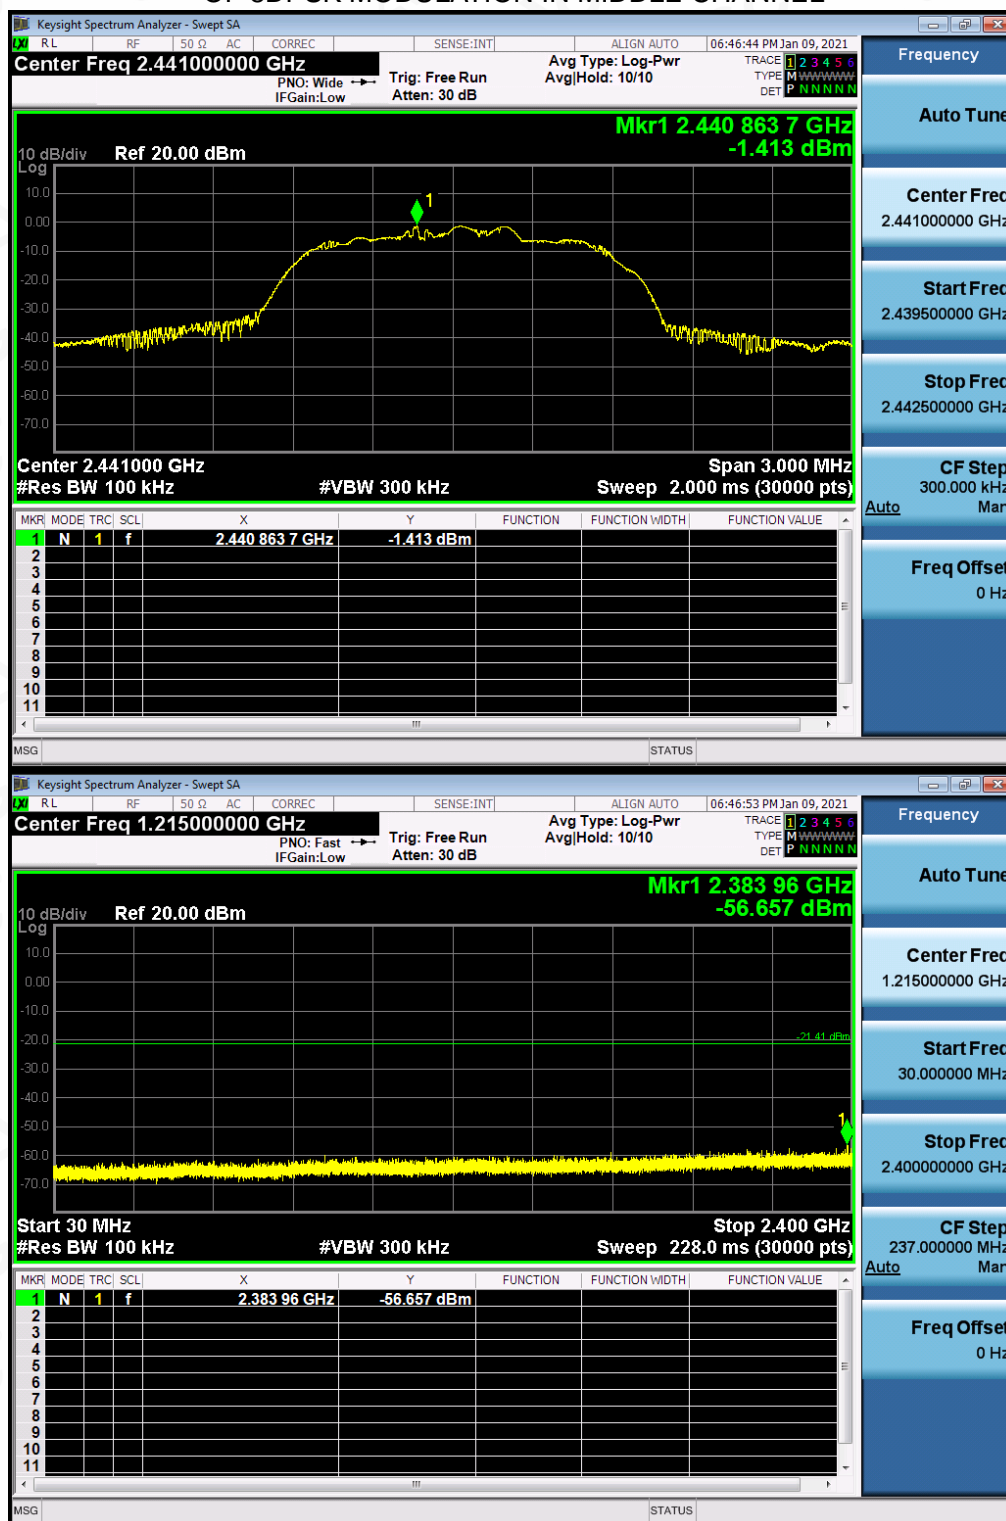 OF 8DPSK MODULATION IN MIDDLE CHANNEL
Keysight Spectrum Analyzer - Swept SA
LXI RL RF 50 Ω AC CORREC SENSE:INT ALIGN AUTO 06:46:44 PM Jan 09, 2021
Center Freq 2.441000000 GHz
PNO: Wide
IFGain:Low
Trig: Free Run
Atten: 30 dB
Avg Type: Log-Pwr
Avg|Hold: 10/10
TRACE 1 2 3 4 5 6
TYPE M WWWWW
DET P N N N N N
Mkr1 2.440 863 7 GHz
-1.413 dBm
10 dB/div Ref 20.00 dBm
Log
10.0
0.00
-10.0
-20.0
-30.0
-40.0
-50.0
-60.0
-70.0
1
Center 2.441000 GHz Span 3.000 MHz
#Res BW 100 kHz #VBW 300 kHz Sweep 2.000 ms (30000 pts)
MKR MODE TRC SCL X Y FUNCTION FUNCTION WIDTH FUNCTION VALUE
1 N 1 f 2.440 863 7 GHz -1.413 dBm
2
3
4
5
6
7
8
9
10
11
MSG STATUS
Frequency
Auto Tune
Center Freq
2.441000000 GHz
Start Freq
2.439500000 GHz
Stop Freq
2.442500000 GHz
CF Step
300.000 kHz
Auto Man
Freq Offset
0 Hz
Keysight Spectrum Analyzer - Swept SA
LXI RL RF 50 Ω AC CORREC SENSE:INT ALIGN AUTO 06:46:53 PM Jan 09, 2021
Center Freq 1.215000000 GHz
PNO: Fast
IFGain:Low
Trig: Free Run
Atten: 30 dB
Avg Type: Log-Pwr
Avg|Hold: 10/10
TRACE 1 2 3 4 5 6
TYPE M WWWWW
DET P N N N N N
Mkr1 2.383 96 GHz
-56.657 dBm
10 dB/div Ref 20.00 dBm
Log
10.0
0.00
-10.0
-20.0
-30.0
-40.0
-50.0
-60.0
-70.0
-21.41 dBm
1
Start 30 MHz Stop 2.400 GHz
#Res BW 100 kHz #VBW 300 kHz Sweep 228.0 ms (30000 pts)
MKR MODE TRC SCL X Y FUNCTION FUNCTION WIDTH FUNCTION VALUE
1 N 1 f 2.383 96 GHz -56.657 dBm
2
3
4
5
6
7
8
9
10
11
MSG STATUS
Frequency
Auto Tune
Center Freq
1.215000000 GHz
Start Freq
30.000000 MHz
Stop Freq
2.400000000 GHz
CF Step
237.000000 MHz
Auto Man
Freq Offset
0 Hz